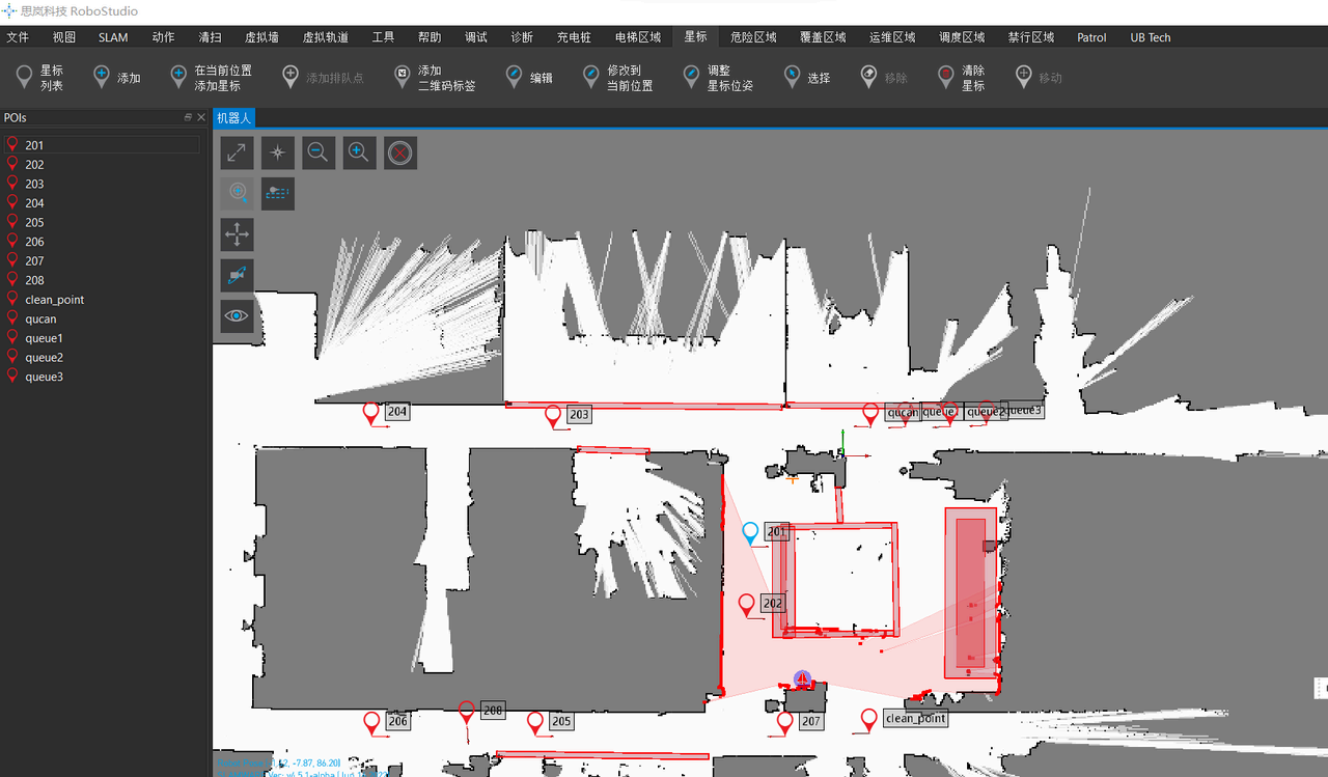 思岚科技 RoboStudio
文件 视图 SLAM 动作 清扫 虚拟墙 虚拟轨道 工具 帮助 调试 诊断 充电桩 电梯区域 星标 危险区域 覆盖区域 运维区域 调度区域 禁行区域 Patrol UB Tech
星标 在当前位置 添加 修改到 调整 清除
添加 添加排队点 编辑 选择 移除 移动
列表 添加星标 二维码标签 当前位置 星标位姿 星标
POIs
机器人
201
202
203
204
205
206
207
208
clean_point
qucan
queue1
queue2
queue3
204
203
qucan
queue
queue2
queue3
201
202
206
208
205
207
clean_point
-7.87, 86.20